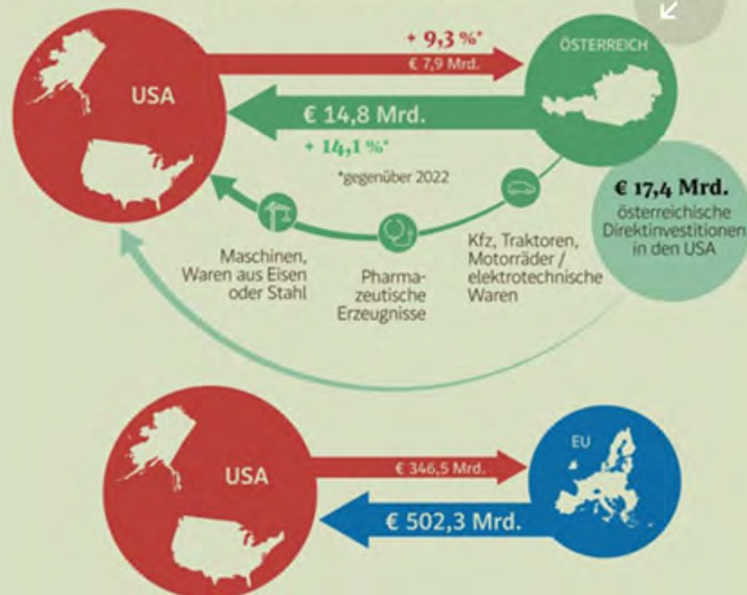 + 9,3 %*
USA
€ 7,9 Mrd.
ÖSTERREICH
€ 14,8 Mrd.
+ 14,1 %*
*gegenüber 2022
€ 17,4 Mrd.
österreichische
Direktinvestitionen
in den USA
Maschinen,
Waren aus Eisen
oder Stahl
Pharma-
zeutische
Erzeugnisse
Kfz, Traktoren,
Motorräder /
elektrotechnische
Waren
USA
€ 346,5 Mrd.
EU
€ 502,3 Mrd.